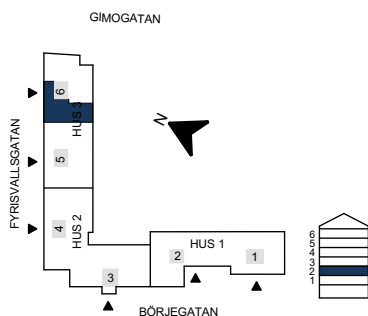 GIMOGATAN
6
HUS 3
N
FYRISVALLSGATAN
5
4
HUS 2
HUS 1
2
1
3
6
5
4
3
2
1
BÖRJEGATAN